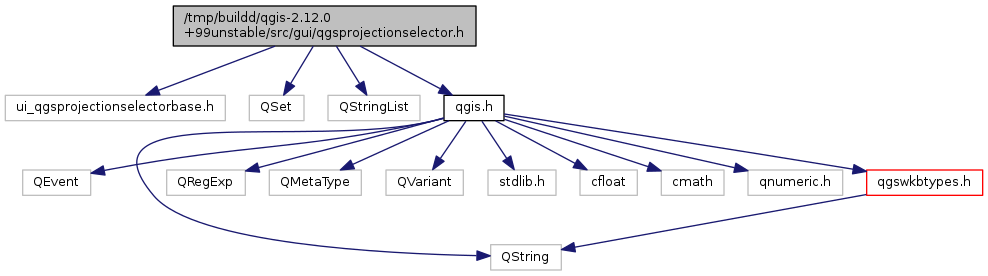 /tmp/buildd/qgis-2.12.0
+99unstable/src/gui/qgsprojectionselector.h
ui_qgsprojectionselectorbase.h
QSet
QStringList
qgis.h
QEvent
QRegExp
QMetaType
QVariant
stdlib.h
cfloat
cmath
qnumeric.h
qgswkbtypes.h
QString